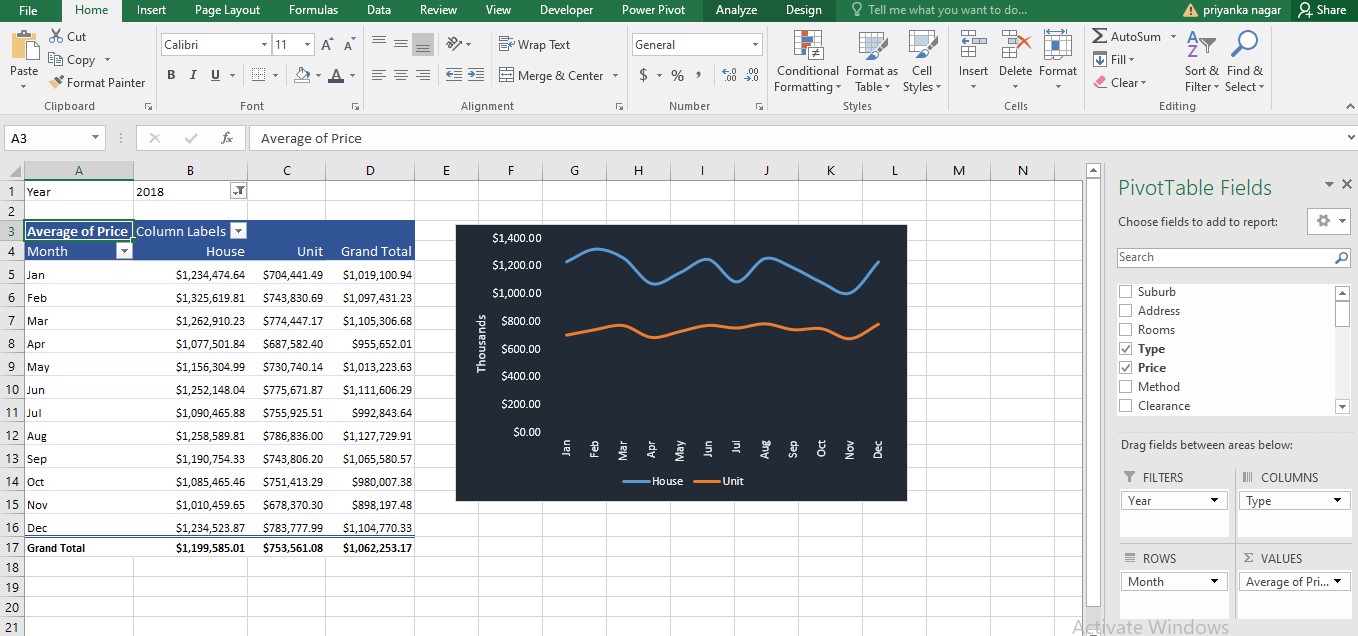 File Home Insert Page Layout Formulas Data Review View Developer Power Pivot Analyze Design Tell me what you want to do... priyanka nagar Share
Cut
Copy
Format Painter
Paste
Clipboard
Calibri 11
B I U
Font
Wrap Text
Merge & Center
Alignment
General
$ % ,
Number
Conditional Formatting
Format as Table
Cell Styles
Styles
Insert Delete Format
Cells
AutoSum
Fill
Clear
Sort & Filter
Find & Select
Editing
A3 fx Average of Price
A B C D E F G H I J K L M N
1 Year 2018
2
3 Average of Price Column Labels
4 Month House Unit Grand Total
5 Jan $1,234,474.64 $704,441.49 $1,019,100.94
6 Feb $1,325,619.81 $743,830.69 $1,097,431.23
7 Mar $1,262,910.23 $774,447.17 $1,105,306.68
8 Apr $1,077,501.84 $687,582.40 $955,652.01
9 May $1,156,304.99 $730,740.14 $1,013,223.63
10 Jun $1,252,148.04 $775,671.87 $1,111,606.29
11 Jul $1,090,465.88 $755,925.51 $992,843.64
12 Aug $1,258,589.81 $786,836.00 $1,127,729.91
13 Sep $1,190,754.33 $743,806.20 $1,065,580.57
14 Oct $1,085,465.46 $751,413.29 $980,007.38
15 Nov $1,010,459.65 $678,370.30 $898,197.48
16 Dec $1,234,523.87 $783,777.99 $1,104,770.33
17 Grand Total $1,199,585.01 $753,561.08 $1,062,253.17
18
19
20
21
Thousands
$1,400.00
$1,200.00
$1,000.00
$800.00
$600.00
$400.00
$200.00
$0.00
Jan Feb Mar Apr May Jun Jul Aug Sep Oct Nov Dec
House Unit
PivotTable Fields
Choose fields to add to report:
Search
Suburb
Address
Rooms
Type
Price
Method
Clearance
Drag fields between areas below:
FILTERS COLUMNS
Year Type
ROWS VALUES
Month Average of Pri...
Activate Windows